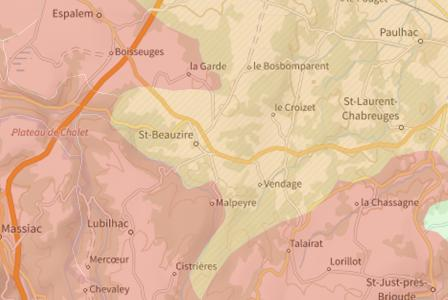 Espalem
Paulhac
Boisseuges
la Garde
le Bosbomparent
le Croizet
St-Laurent-
Chabreuges
Plateau de Chalet
St-Beauzire
Vendage
Malpeyre
la Chassagne
Massiac
Lubilhac
Talairat
Mercœur
Cistrières
Lorillot
Chevaley
St-Just-près-
Brioude